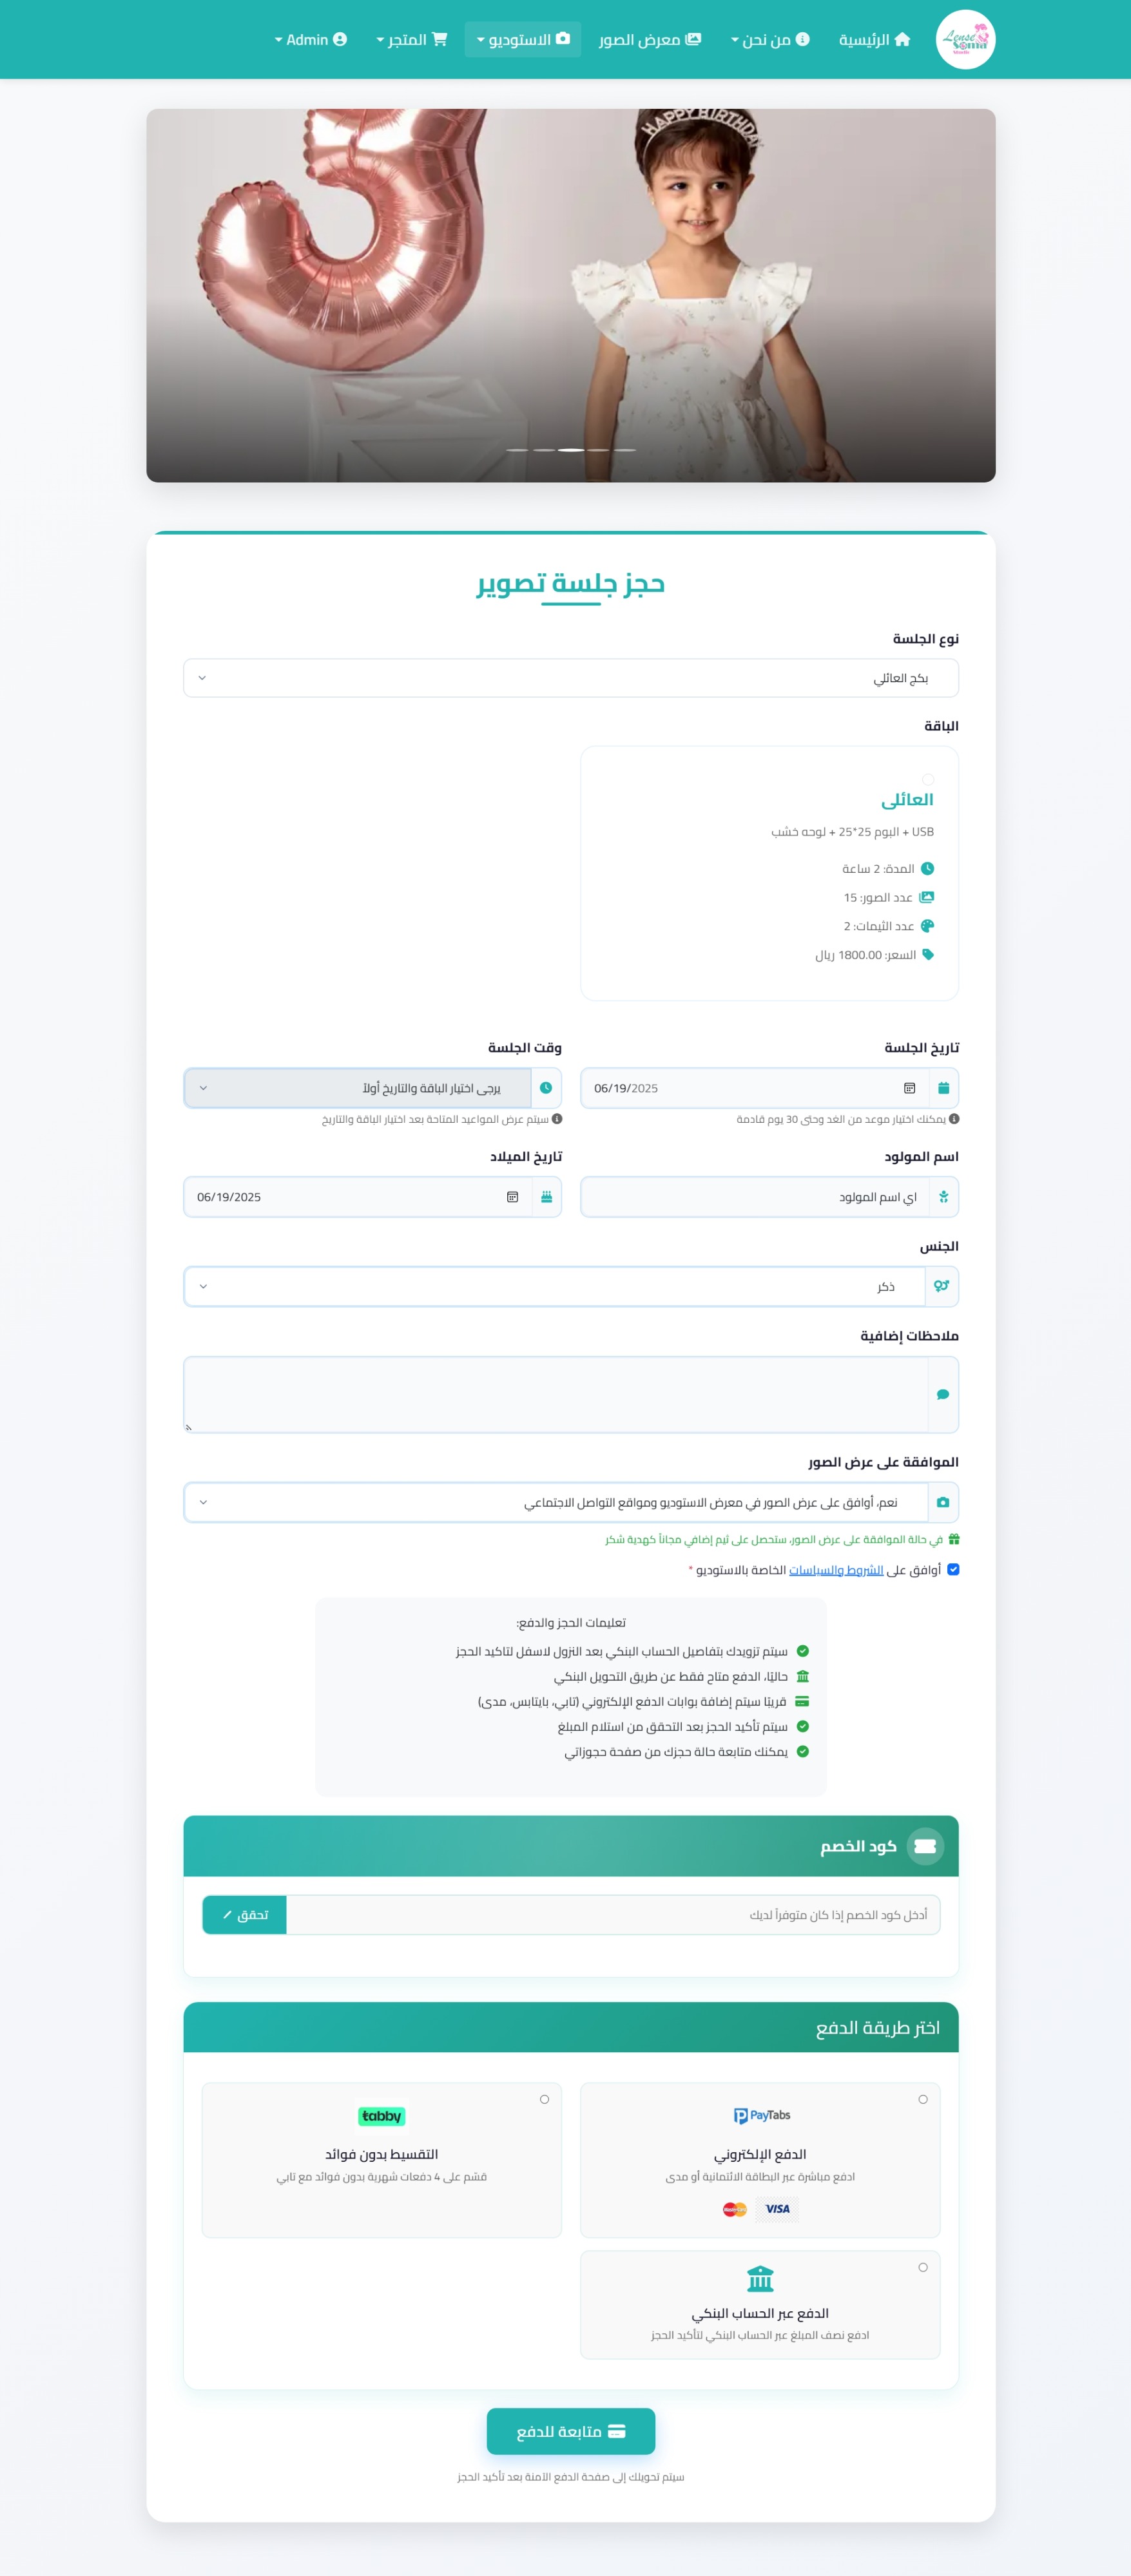 Lense Soma
الرئيسية
من نحن
معرض الصور
الاستوديو
المتجر
Admin
HAPPY BIRTHDAY
حجز جلسة تصوير
نوع الجلسة
بكج العائلي
الباقة
العائلى
USB + البوم 25*25 + لوحه خشب
المدة: 2 ساعة
عدد الصور: 15
عدد الثيمات: 2
السعر: 1800.00 ريال
تاريخ الجلسة
06/19/2025
يمكنك اختيار موعد من الغد وحتى 30 يوم قادمة
وقت الجلسة
يرجى اختيار الباقة والتاريخ أولاً
سيتم عرض المواعيد المتاحة بعد اختيار الباقة والتاريخ
اسم المولود
اي اسم المولود
تاريخ الميلاد
06/19/2025
الجنس
ذكر
ملاحظات إضافية
الموافقة على عرض الصور
نعم، أوافق على عرض الصور في معرض الاستوديو ومواقع التواصل الاجتماعي
في حالة الموافقة على عرض الصور، ستحصل على ثيم إضافي مجاناً كهدية شكر
أوافق على الشروط والسياسات الخاصة بالاستوديو *
تعليمات الحجز والدفع:
سيتم تزويدك بتفاصيل الحساب البنكي بعد النزول لاسفل لتاكيد الحجز
حاليًا، الدفع متاح فقط عن طريق التحويل البنكي
قريبًا سيتم إضافة بوابات الدفع الإلكتروني (تابي، بايتابس، مدى)
سيتم تأكيد الحجز بعد التحقق من استلام المبلغ
يمكنك متابعة حالة حجزك من صفحة حجوزاتي
كود الخصم
أدخل كود الخصم إذا كان متوفراً لديك
تحقق
اختر طريقة الدفع
PayTabs
الدفع الإلكتروني
ادفع مباشرة عبر البطاقة الائتمانية أو مدى
VISA
tabby
التقسيط بدون فوائد
قسّم على 4 دفعات شهرية بدون فوائد مع تابي
الدفع عبر الحساب البنكي
ادفع نصف المبلغ عبر الحساب البنكي لتأكيد الحجز
متابعة للدفع
سيتم تحويلك إلى صفحة الدفع الآمنة بعد تأكيد الحجز